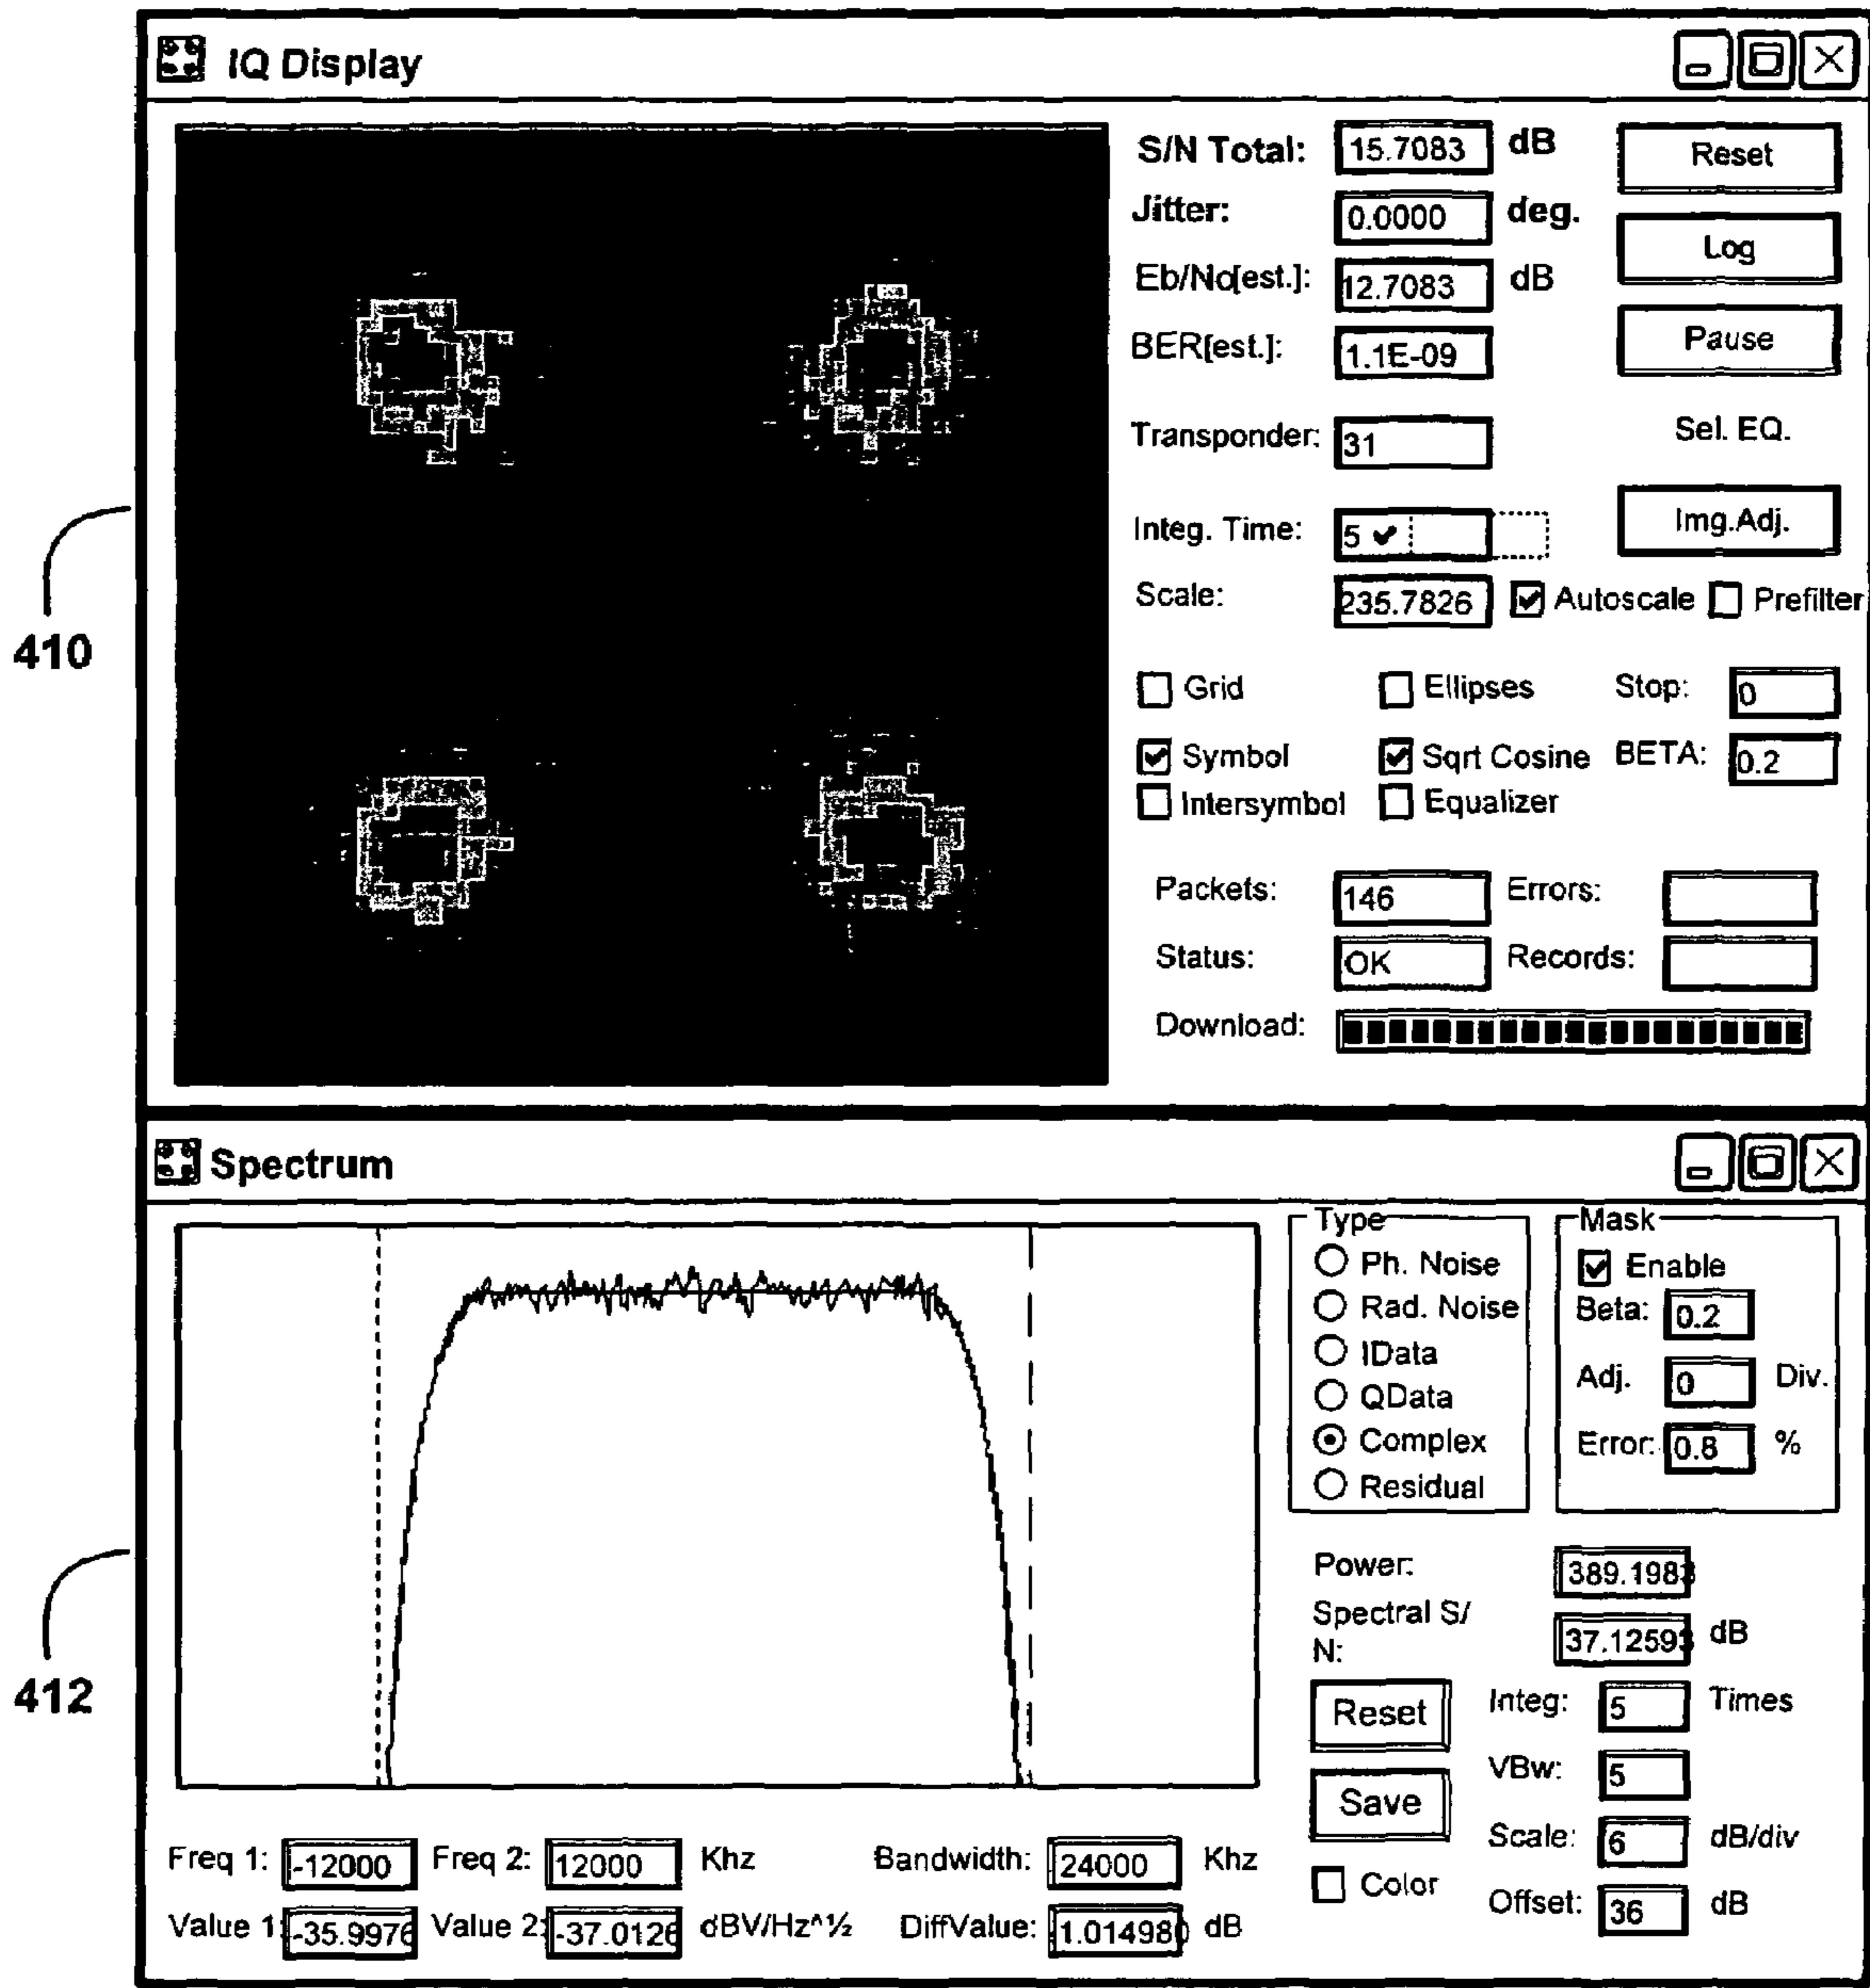 IQ Display
S/N Total: 15.7083 dB Reset
Jitter: 0.0000 deg.
Log
Eb/No[est.]: 12.7083 dB
BER[est.]: 1.1E-09 Pause
Transponder: 31 Sel. EQ.
Integ. Time: 5 Img.Adj.
Scale: 235.7826 Autoscale Prefilter
410
Grid Ellipses Stop: 0
Symbol Sqrt Cosine BETA: 0.2
Intersymbol Equalizer
Packets: 146 Errors:
Status: OK Records:
Download:
Spectrum
Type
Ph. Noise
Rad. Noise
IData
QData
Complex
Residual
Mask
Enable
Beta: 0.2
Adj. 0 Div.
Error: 0.8 %
412
Power: 389.1983
Spectral S/
N: 37.12593 dB
Reset Integ: 5 Times
VBw: 5
Save
Scale: 6 dB/div
Color
Offset: 36 dB
Freq 1: -12000 Freq 2: 12000 Khz Bandwidth: 24000 Khz
Value 1: -35.9976 Value 2: -37.0126 dBV/Hz^½ DiffValue: 1.014980 dB